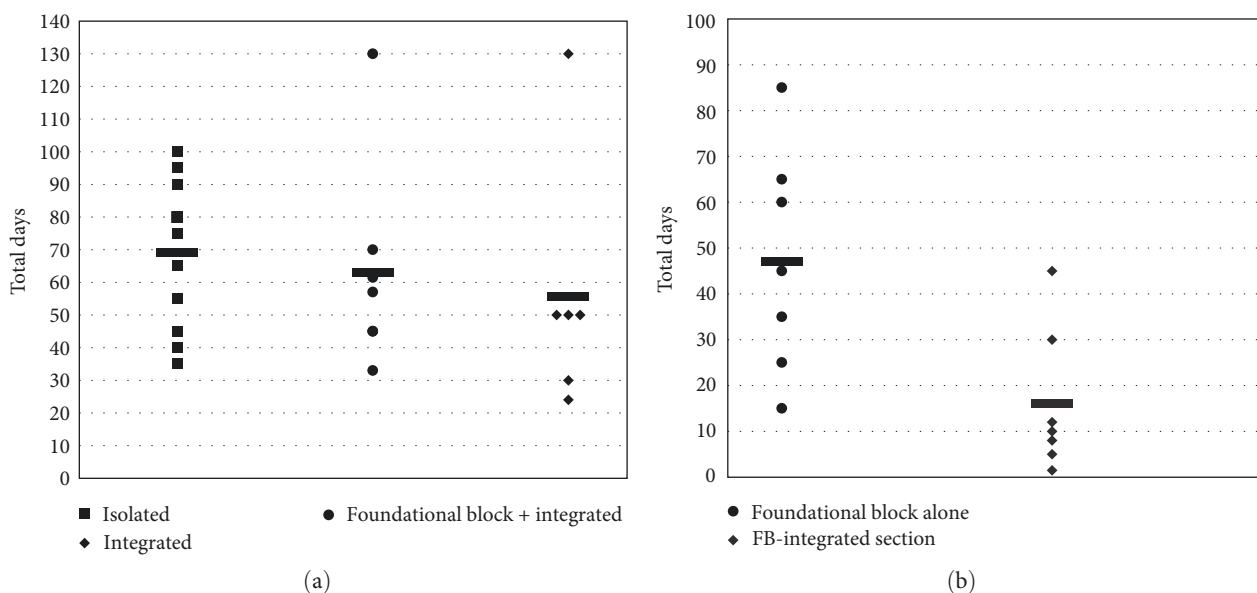 Total days
140
130
120
110
100
90
80
70
60
50
40
30
20
10
0
Isolated
Foundational block + integrated
Integrated
(a)
Total days
100
90
80
70
60
50
40
30
20
10
0
Foundational block alone
FB-integrated section
(b)